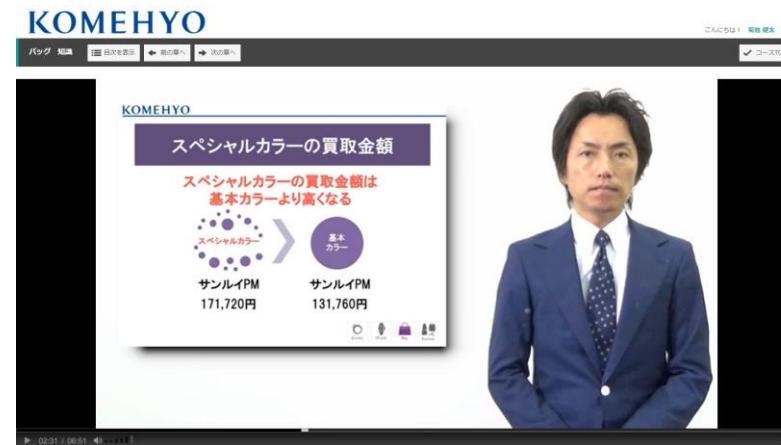 KOMEHYO
こんにちは！
バッグ 知識
目次を表示
前の章へ
次の章へ
KOMEHYO
スペシャルカラーの買取金額
スペシャルカラーの買取金額は
基本カラーより高くなる
スペシャルカラー
基本
カラー
サンルイPM
サンルイPM
171,720円
131,760円
02:31 / 06:51